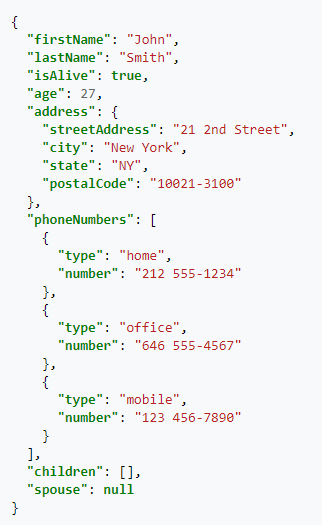 {
  "firstName": "John",
  "lastName": "Smith",
  "isAlive": true,
  "age": 27,
  "address": {
    "streetAddress": "21 2nd Street",
    "city": "New York",
    "state": "NY",
    "postalCode": "10021-3100"
  },
  "phoneNumbers": [
    {
      "type": "home",
      "number": "212 555-1234"
    },
    {
      "type": "office",
      "number": "646 555-4567"
    },
    {
      "type": "mobile",
      "number": "123 456-7890"
    }
  ],
  "children": [],
  "spouse": null
}